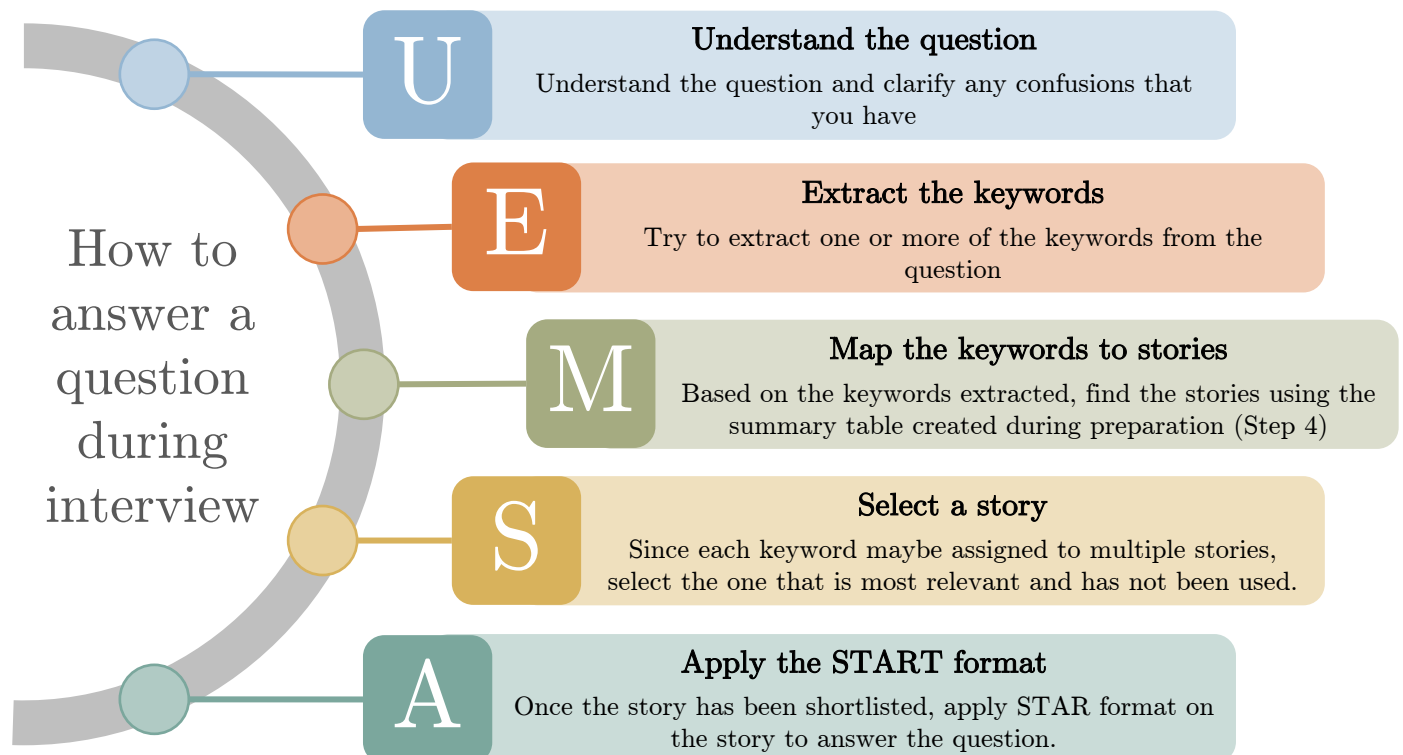 How to
answer a
question
during
interview
U
Understand the question
Understand the question and clarify any confusions that
you have
E
Extract the keywords
Try to extract one or more of the keywords from the
question
M
Map the keywords to stories
Based on the keywords extracted, find the stories using the
summary table created during preparation (Step 4)
S
Select a story
Since each keyword maybe assigned to multiple stories,
select the one that is most relevant and has not been used.
A
Apply the START format
Once the story has been shortlisted, apply STAR format on
the story to answer the question.